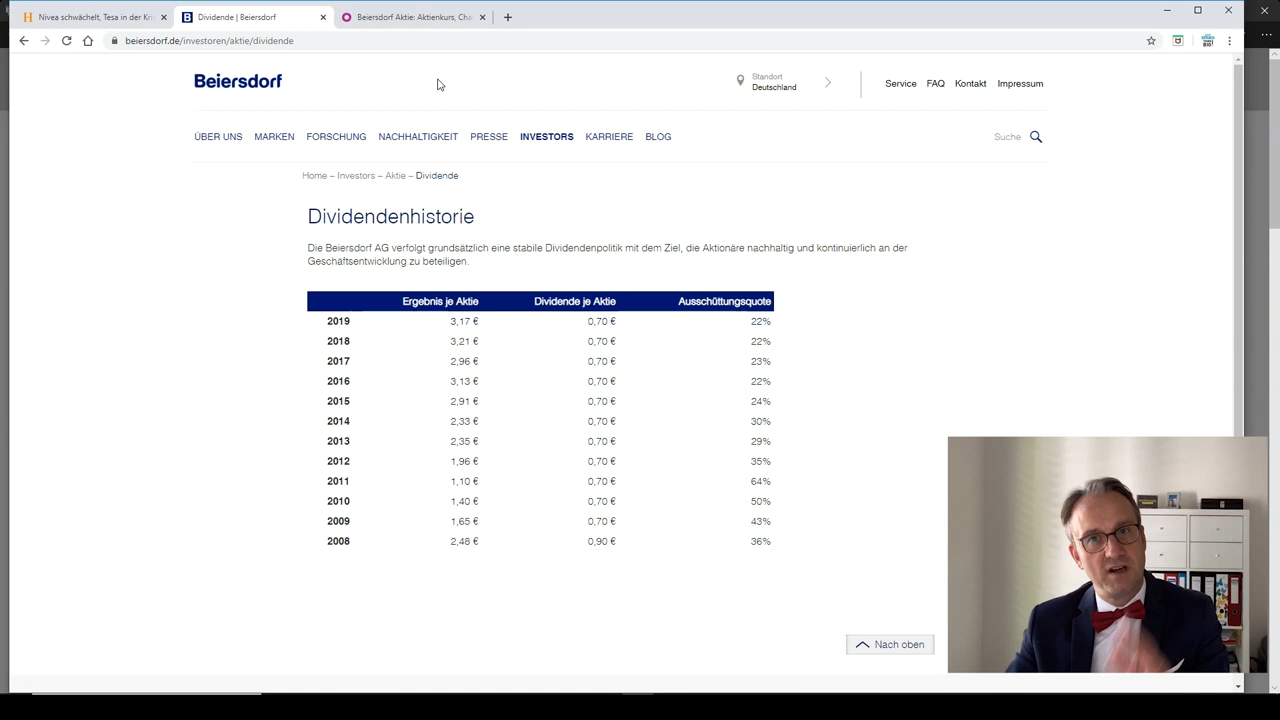 Nivea schwächelt, Tesa in der Kri
Dividende | Beiersdorf
Beiersdorf Aktie: Aktienkurs, Cha
beiersdorf.de/investoren/aktie/dividende
Beiersdorf
Standort
Deutschland
Service FAQ Kontakt Impressum
ÜBER UNS MARKEN FORSCHUNG NACHHALTIGKEIT PRESSE INVESTORS KARRIERE BLOG
Suche
Home – Investors – Aktie – Dividende
Dividendenhistorie
Die Beiersdorf AG verfolgt grundsätzlich eine stabile Dividendenpolitik mit dem Ziel, die Aktionäre nachhaltig und kontinuierlich an der
Geschäftsentwicklung zu beteiligen.
Ergebnis je Aktie Dividende je Aktie Ausschüttungsquote
2019 3,17 € 0,70 € 22%
2018 3,21 € 0,70 € 22%
2017 2,96 € 0,70 € 23%
2016 3,13 € 0,70 € 22%
2015 2,91 € 0,70 € 24%
2014 2,33 € 0,70 € 30%
2013 2,35 € 0,70 € 29%
2012 1,96 € 0,70 € 35%
2011 1,10 € 0,70 € 64%
2010 1,40 € 0,70 € 50%
2009 1,65 € 0,70 € 43%
2008 2,48 € 0,90 € 36%
Nach oben